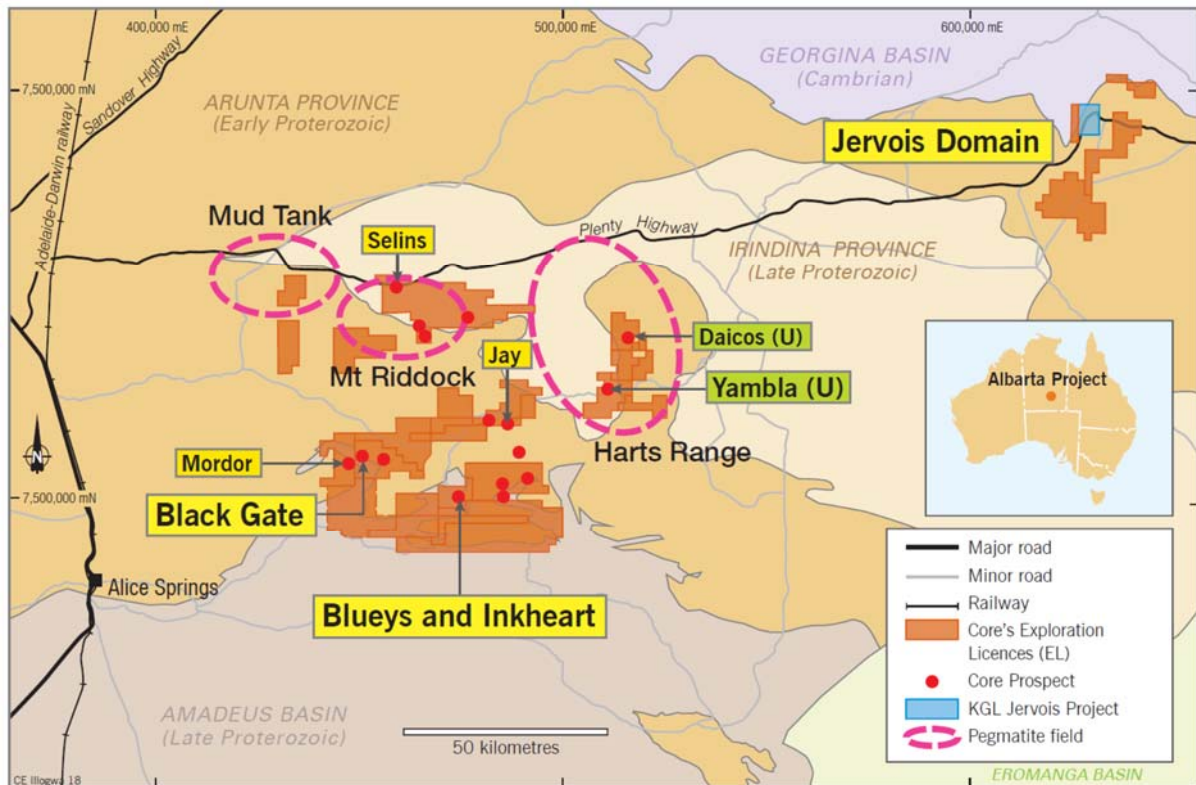 400,000 mE
500,000 mE
600,000 mE
7,500,000 mN
Sandover Highway
Adelaide-Darwin railway
ARUNTA PROVINCE
(Early Proterozoic)
GEORGINA BASIN
(Cambrian)
Jervois Domain
Mud Tank
Selins
Plenty Highway
IRINDINA PROVINCE
(Late Proterozoic)
Daicos (U)
Jay
Mt Riddock
Yambla (U)
Albarta Project
Harts Range
N
Mordor
7,500,000 mN
Black Gate
Alice Springs
Blueys and Inkheart
AMADEUS BASIN
(Late Proterozoic)
50 kilometres
Major road
Minor road
Railway
Core's Exploration
Licences (EL)
Core Prospect
KGL Jervois Project
Pegmatite field
EROMANGA BASIN
CE Illogwa 18